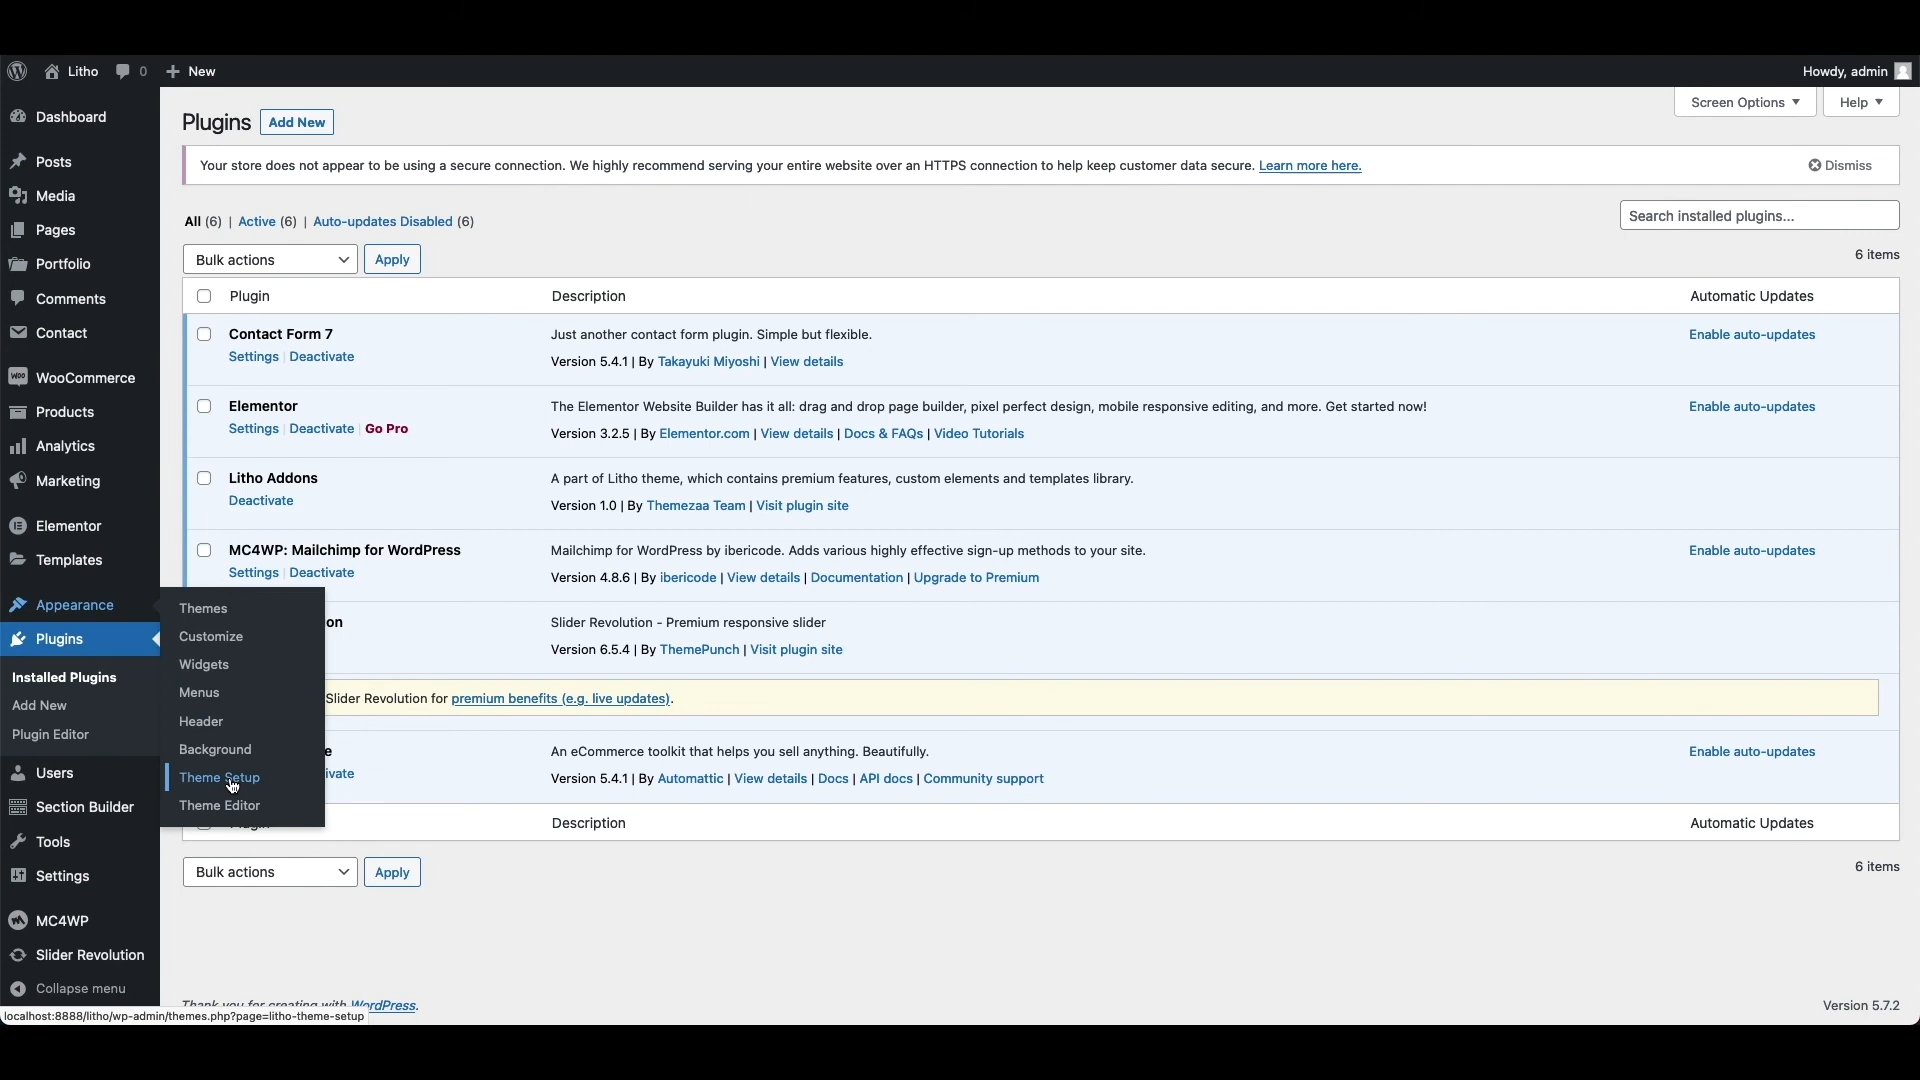 Litho 0 New Howdy, admin
Screen Options Help
Plugins Add New
Your store does not appear to be using a secure connection. We highly recommend serving your entire website over an HTTPS connection to help keep customer data secure. Learn more here. Dismiss
All (6) | Active (6) | Auto-updates Disabled (6)
Search installed plugins...
Bulk actions Apply
6 items
Plugin Description Automatic Updates
Contact Form 7 Just another contact form plugin. Simple but flexible. Enable auto-updates
Settings | Deactivate Version 5.4.1 | By Takayuki Miyoshi | View details
Elementor The Elementor Website Builder has it all: drag and drop page builder, pixel perfect design, mobile responsive editing, and more. Get started now! Enable auto-updates
Settings | Deactivate | Go Pro Version 3.2.5 | By Elementor.com | View details | Docs & FAQs | Video Tutorials
Litho Addons A part of Litho theme, which contains premium features, custom elements and templates library.
Deactivate Version 1.0 | By Themezaa Team | Visit plugin site
MC4WP: Mailchimp for WordPress Mailchimp for WordPress by ibericode. Adds various highly effective sign-up methods to your site. Enable auto-updates
Settings | Deactivate Version 4.8.6 | By ibericode | View details | Documentation | Upgrade to Premium
on Slider Revolution - Premium responsive slider
Version 6.5.4 | By ThemePunch | Visit plugin site
Slider Revolution for premium benefits (e.g. live updates).
e An eCommerce toolkit that helps you sell anything. Beautifully. Enable auto-updates
ivate Version 5.4.1 | By Automattic | View details | Docs | API docs | Community support
Description Automatic Updates
Bulk actions Apply
6 items
Dashboard
Posts
Media
Pages
Portfolio
Comments
Contact
Woo WooCommerce
Products
Analytics
Marketing
Elementor
Templates
Appearance
Plugins
Installed Plugins
Add New
Plugin Editor
Users
Section Builder
Tools
Settings
MC4WP
Slider Revolution
Collapse menu
Themes
Customize
Widgets
Menus
Header
Background
Theme Setup
Theme Editor
Thank you for creating with WordPress.
Version 5.7.2
localhost:8888/litho/wp-admin/themes.php?page=litho-theme-setup